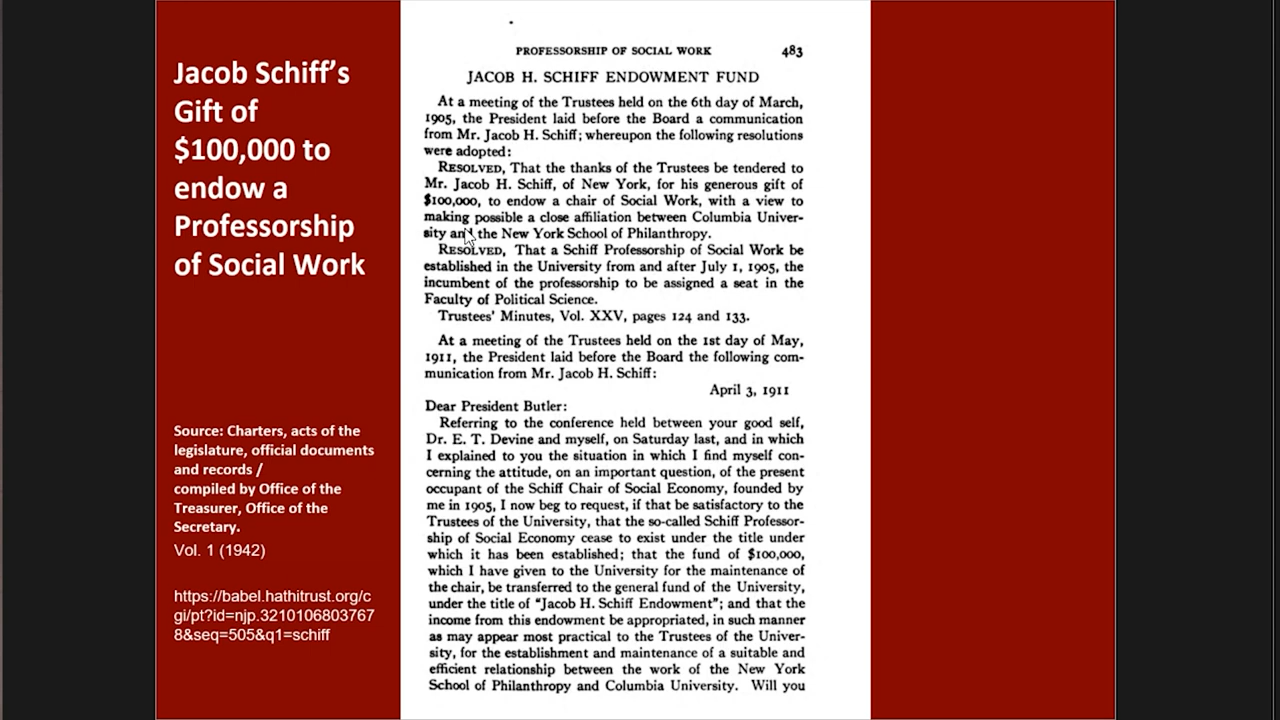 Jacob Schiff’s
Gift of
$100,000 to
endow a
Professorship
of Social Work
Source: Charters, acts of the
legislature, official documents
and records /
compiled by Office of the
Treasurer, Office of the
Secretary.
Vol. 1 (1942)
https://babel.hathitrust.org/c
gi/pt?id=njp.3210106803767
8&seq=505&q1=schiff
PROFESSORSHIP OF SOCIAL WORK 483
JACOB H. SCHIFF ENDOWMENT FUND
At a meeting of the Trustees held on the 6th day of March,
1905, the President laid before the Board a communication
from Mr. Jacob H. Schiff; whereupon the following resolutions
were adopted:
RESOLVED, That the thanks of the Trustees be tendered to
Mr. Jacob H. Schiff, of New York, for his generous gift of
$100,000, to endow a chair of Social Work, with a view to
making possible a close affiliation between Columbia Univer-
sity and the New York School of Philanthropy.
RESOLVED, That a Schiff Professorship of Social Work be
established in the University from and after July 1, 1905, the
incumbent of the professorship to be assigned a seat in the
Faculty of Political Science.
Trustees’ Minutes, Vol. XXV, pages 124 and 133.
At a meeting of the Trustees held on the 1st day of May,
1911, the President laid before the Board the following com-
munication from Mr. Jacob H. Schiff:
April 3, 1911
Dear President Butler:
Referring to the conference held between your good self,
Dr. E. T. Devine and myself, on Saturday last, and in which
I explained to you the situation in which I find myself con-
cerning the attitude, on an important question, of the present
occupant of the Schiff Chair of Social Economy, founded by
me in 1905, I now beg to request, if that be satisfactory to the
Trustees of the University, that the so-called Schiff Professor-
ship of Social Economy cease to exist under the title under
which it has been established; that the fund of $100,000,
which I have given to the University for the maintenance of
the chair, be transferred to the general fund of the University,
under the title of "Jacob H. Schiff Endowment"; and that the
income from this endowment be appropriated, in such manner
as may appear most practical to the Trustees of the Univer-
sity, for the establishment and maintenance of a suitable and
efficient relationship between the work of the New York
School of Philanthropy and Columbia University. Will you